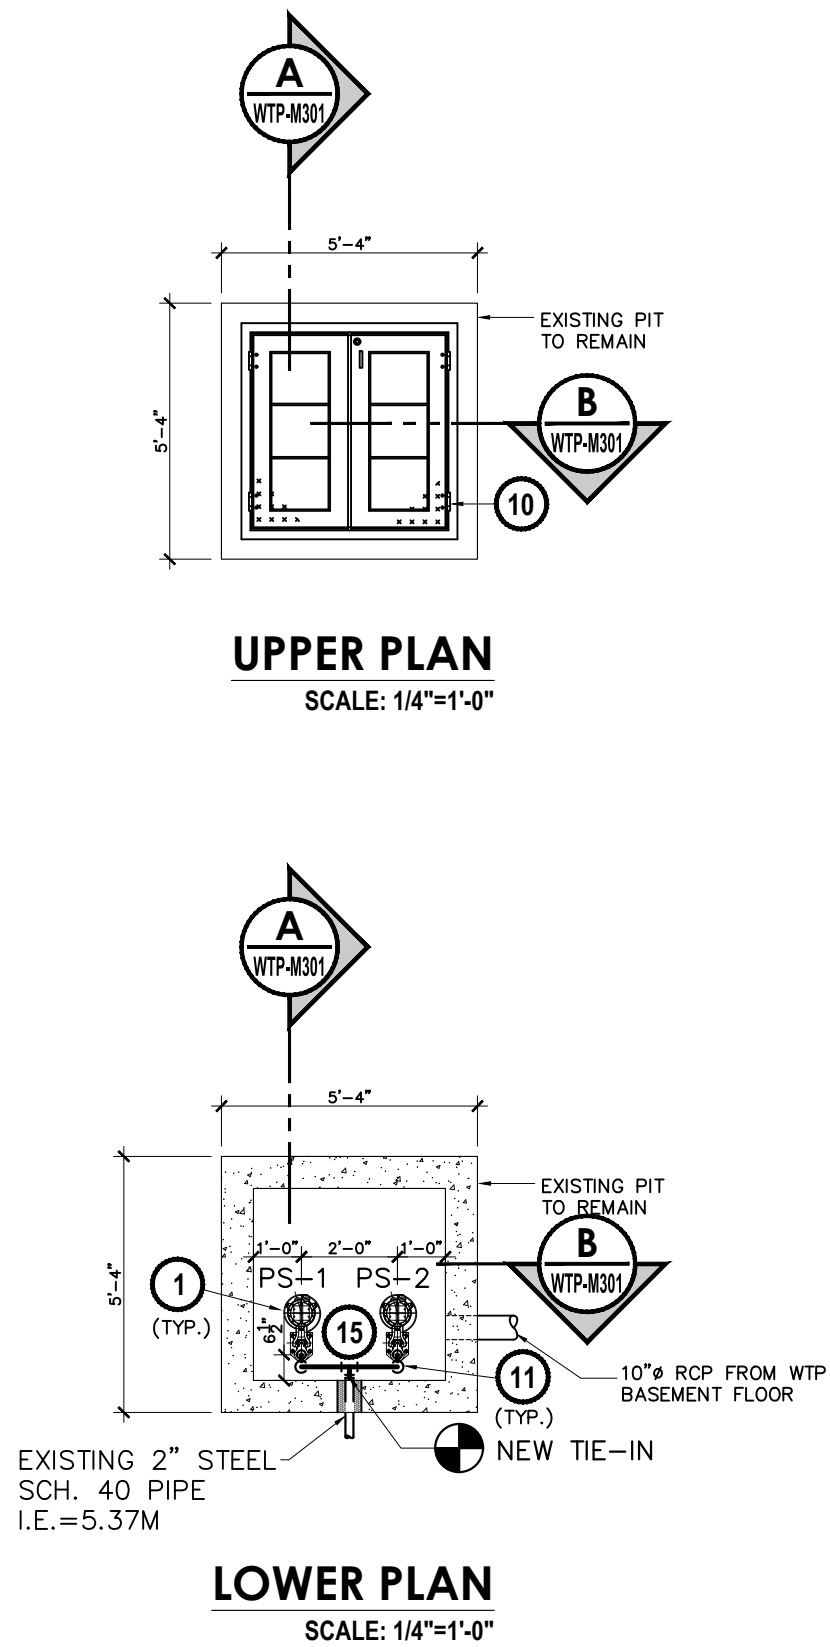 A
WTP-M301
5'-4"
EXISTING PIT
TO REMAIN
5'-4"
B
WTP-M301
10
UPPER PLAN
SCALE: 1/4"=1'-0"
A
WTP-M301
5'-4"
EXISTING PIT
TO REMAIN
1'-0" 2'-0" 1'-0"
B
WTP-M301
PS-1 PS-2
5'-4"
1
(TYP.)
6 1/2"
15
11
(TYP.)
10"ø RCP FROM WTP
BASEMENT FLOOR
NEW TIE-IN
EXISTING 2" STEEL
SCH. 40 PIPE
I.E.=5.37M
LOWER PLAN
SCALE: 1/4"=1'-0"